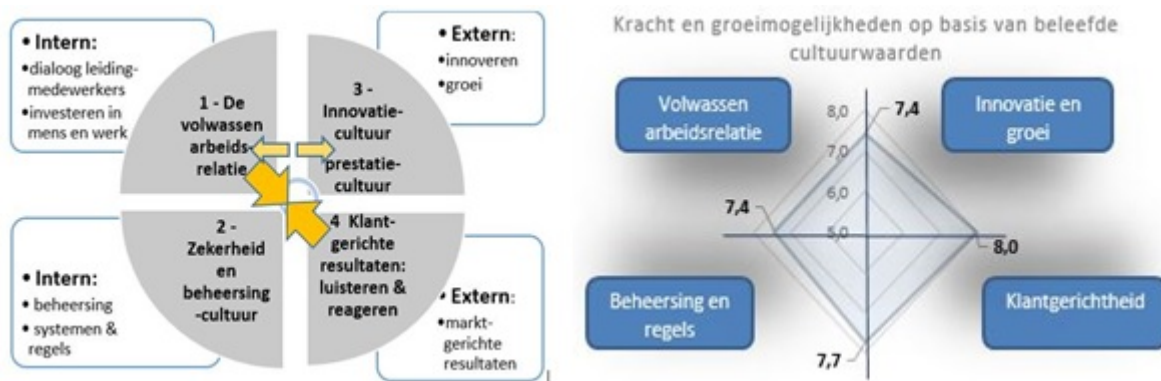 • Intern:
• dialoog leiding-
medewerkers
• investeren in
mens en werk
• Extern:
• innoveren
• groei
1 - De
volwassen
arbeids-
relatie
3 -
Innovatie-
cultuur
prestatie-
cultuur
2 -
Zekerheid
en
beheersing
-cultuur
4 Klant-
gerichte
resultaten:
luisteren &
reageren
• Intern:
• beheersing
• systemen &
regels
• Extern:
• markt-
gerichte
resultaten
Kracht en groeimogelijkheden op basis van beleefde
cultuurwaarden
Volwassen
arbeidsrelatie
Innovatie en
groei
8,0
7,4
7,0
6,0
7,4
5,0
8,0
Beheersing en
regels
Klantgerichtheid
7,7